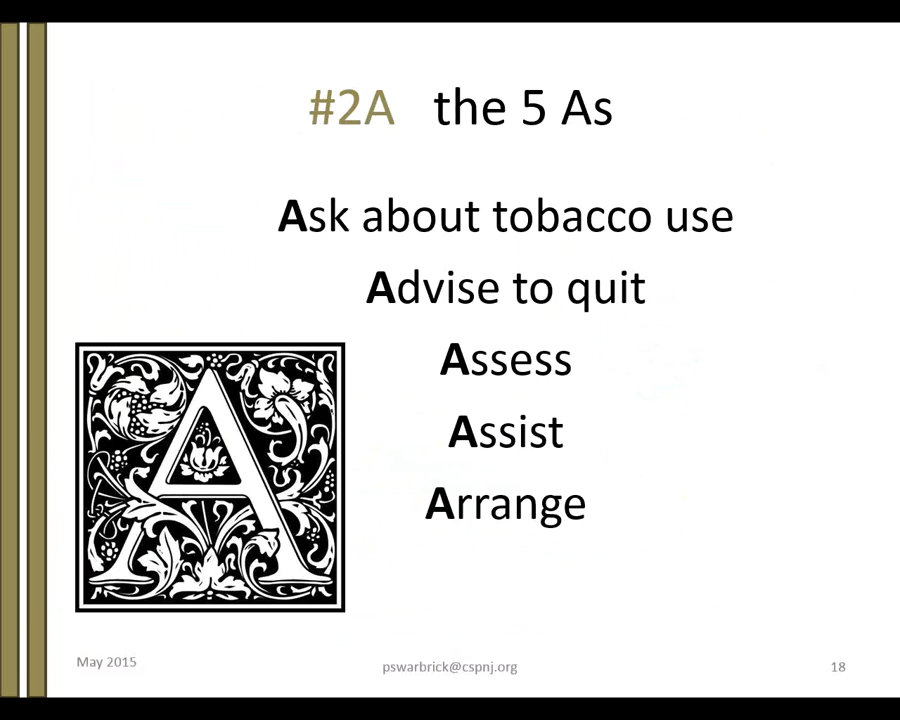 #2A the 5 As
Ask about tobacco use
Advise to quit
Assess
Assist
Arrange
A
May 2015
pswarbrick@cspnj.org
18